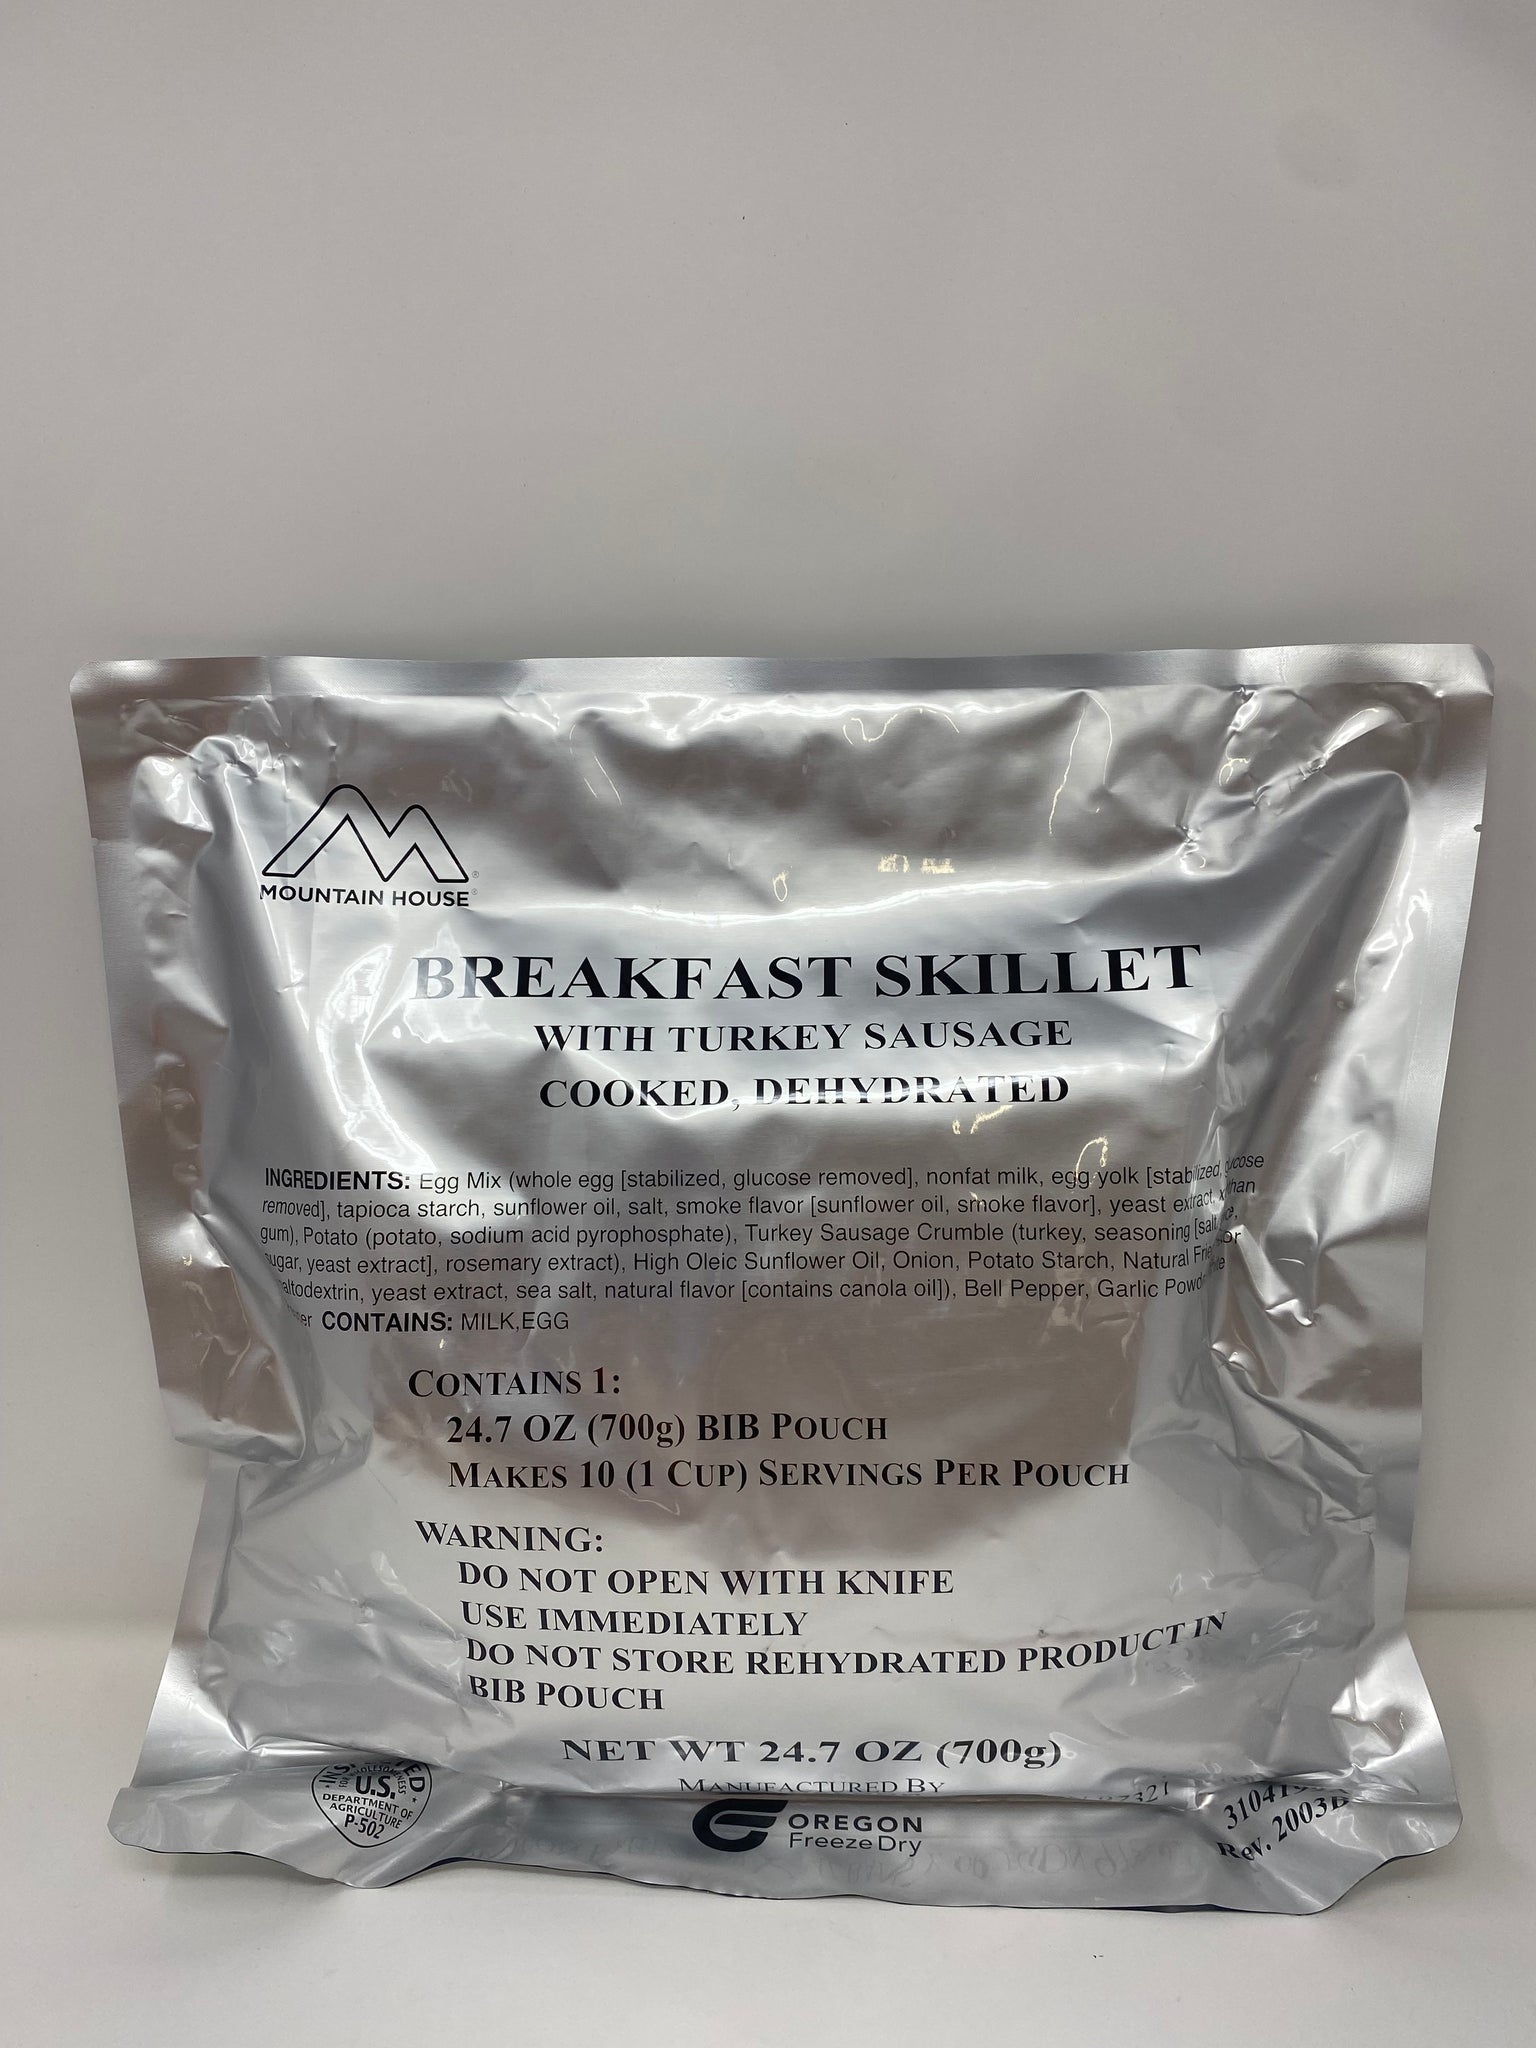 MOUNTAIN HOUSE®
BREAKFAST SKILLET
WITH TURKEY SAUSAGE
COOKED, DEHYDRATED
INGREDIENTS: Egg Mix (whole egg [stabilized, glucose removed], nonfat milk, egg yolk [stabilized, glucose
removed], tapioca starch, sunflower oil, salt, smoke flavor [sunflower oil, smoke flavor], yeast extract,
gum), Potato (potato, sodium acid pyrophosphate), Turkey Sausage Crumble (turkey, seasoning [salt,
sugar, yeast extract], rosemary extract), High Oleic Sunflower Oil, Onion, Potato Starch, Natural
yeast extract, sea salt, natural flavor [contains canola oil]), Bell Pepper, Garlic
CONTAINS: MILK,EGG
CONTAINS 1:
24.7 OZ (700g) BIB POUCH
MAKES 10 (1 CUP) SERVINGS PER POUCH
WARNING:
DO NOT OPEN WITH KNIFE
USE IMMEDIATELY
DO NOT STORE REHYDRATED PRODUCT IN
BIB POUCH
NET WT 24.7 OZ (700g)
MANUFACTURED BY
OREGON
FreezeDry
U.S.
DEPARTMENT OF
AGRICULTURE
P-502
Rev.